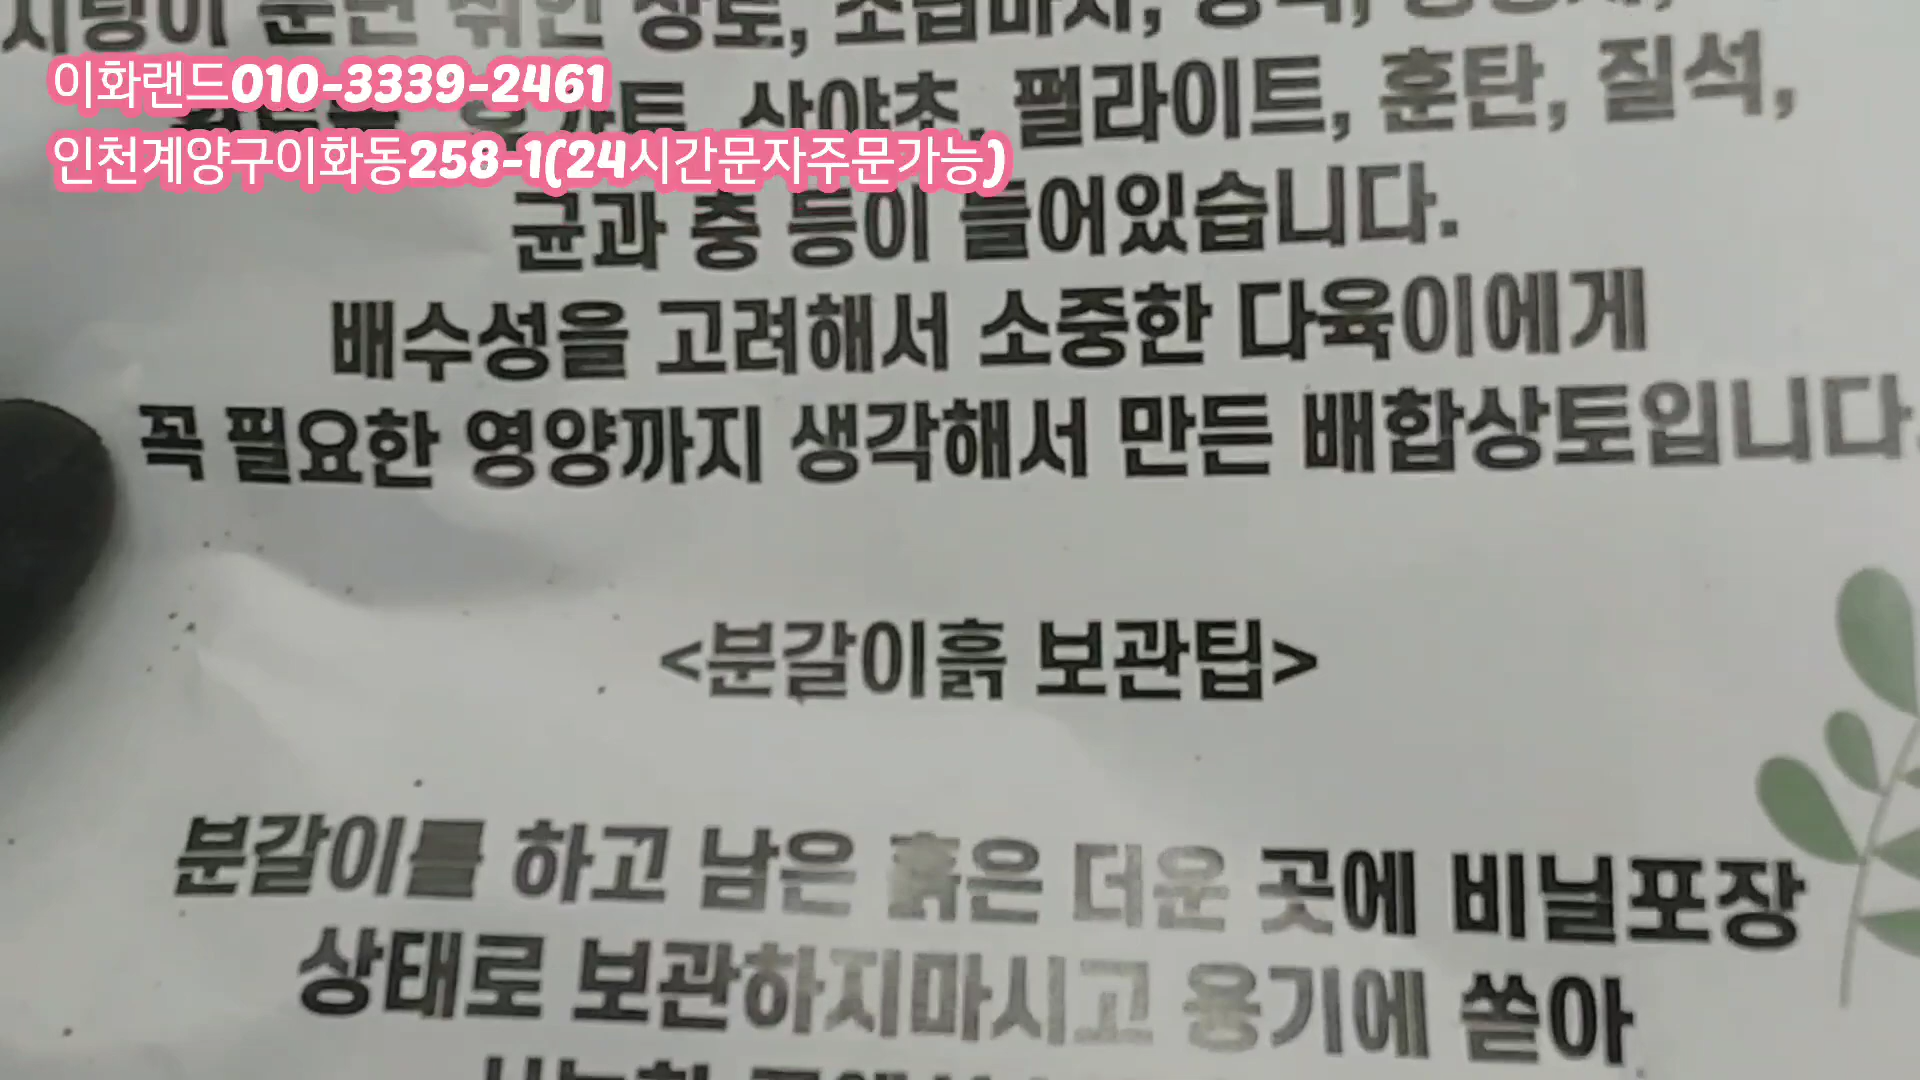 이화랜드010-3339-2461
인천계양구이화동258-1(24시간문자주문가능)
상토,
산야초, 펄라이트, 훈탄, 질석,
균과 충 등이 들어있습니다.
배수성을 고려해서 소중한 다육이에게
꼭 필요한 영양까지 생각해서 만든 배합상토입니다.
<분갈이흙 보관팁>
분갈이를 하고 남은 흙은 더운 곳에 비닐포장
상태로 보관하지마시고 용기에 쏟아